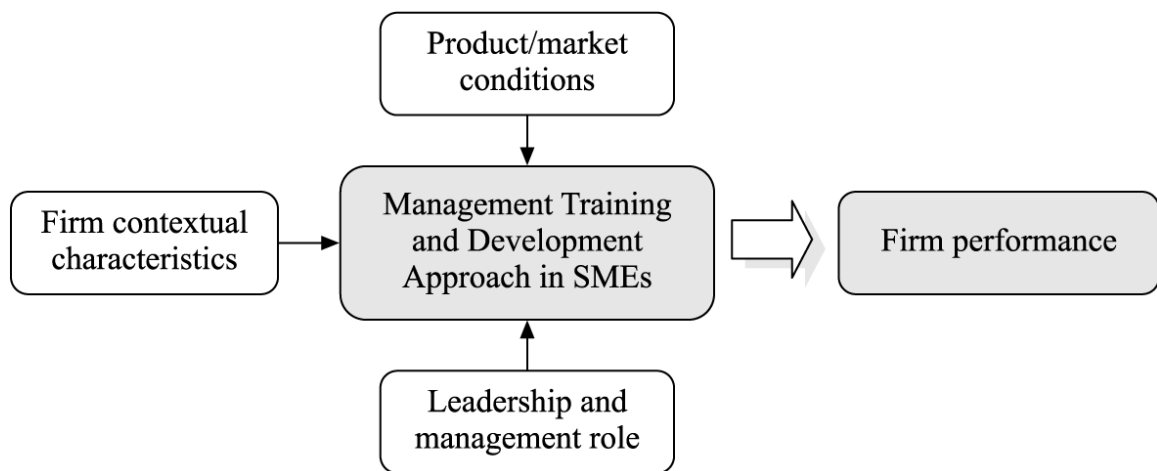 Product/market
conditions
Firm contextual
characteristics
Management Training
and Development
Approach in SMEs
Firm performance
Leadership and
management role